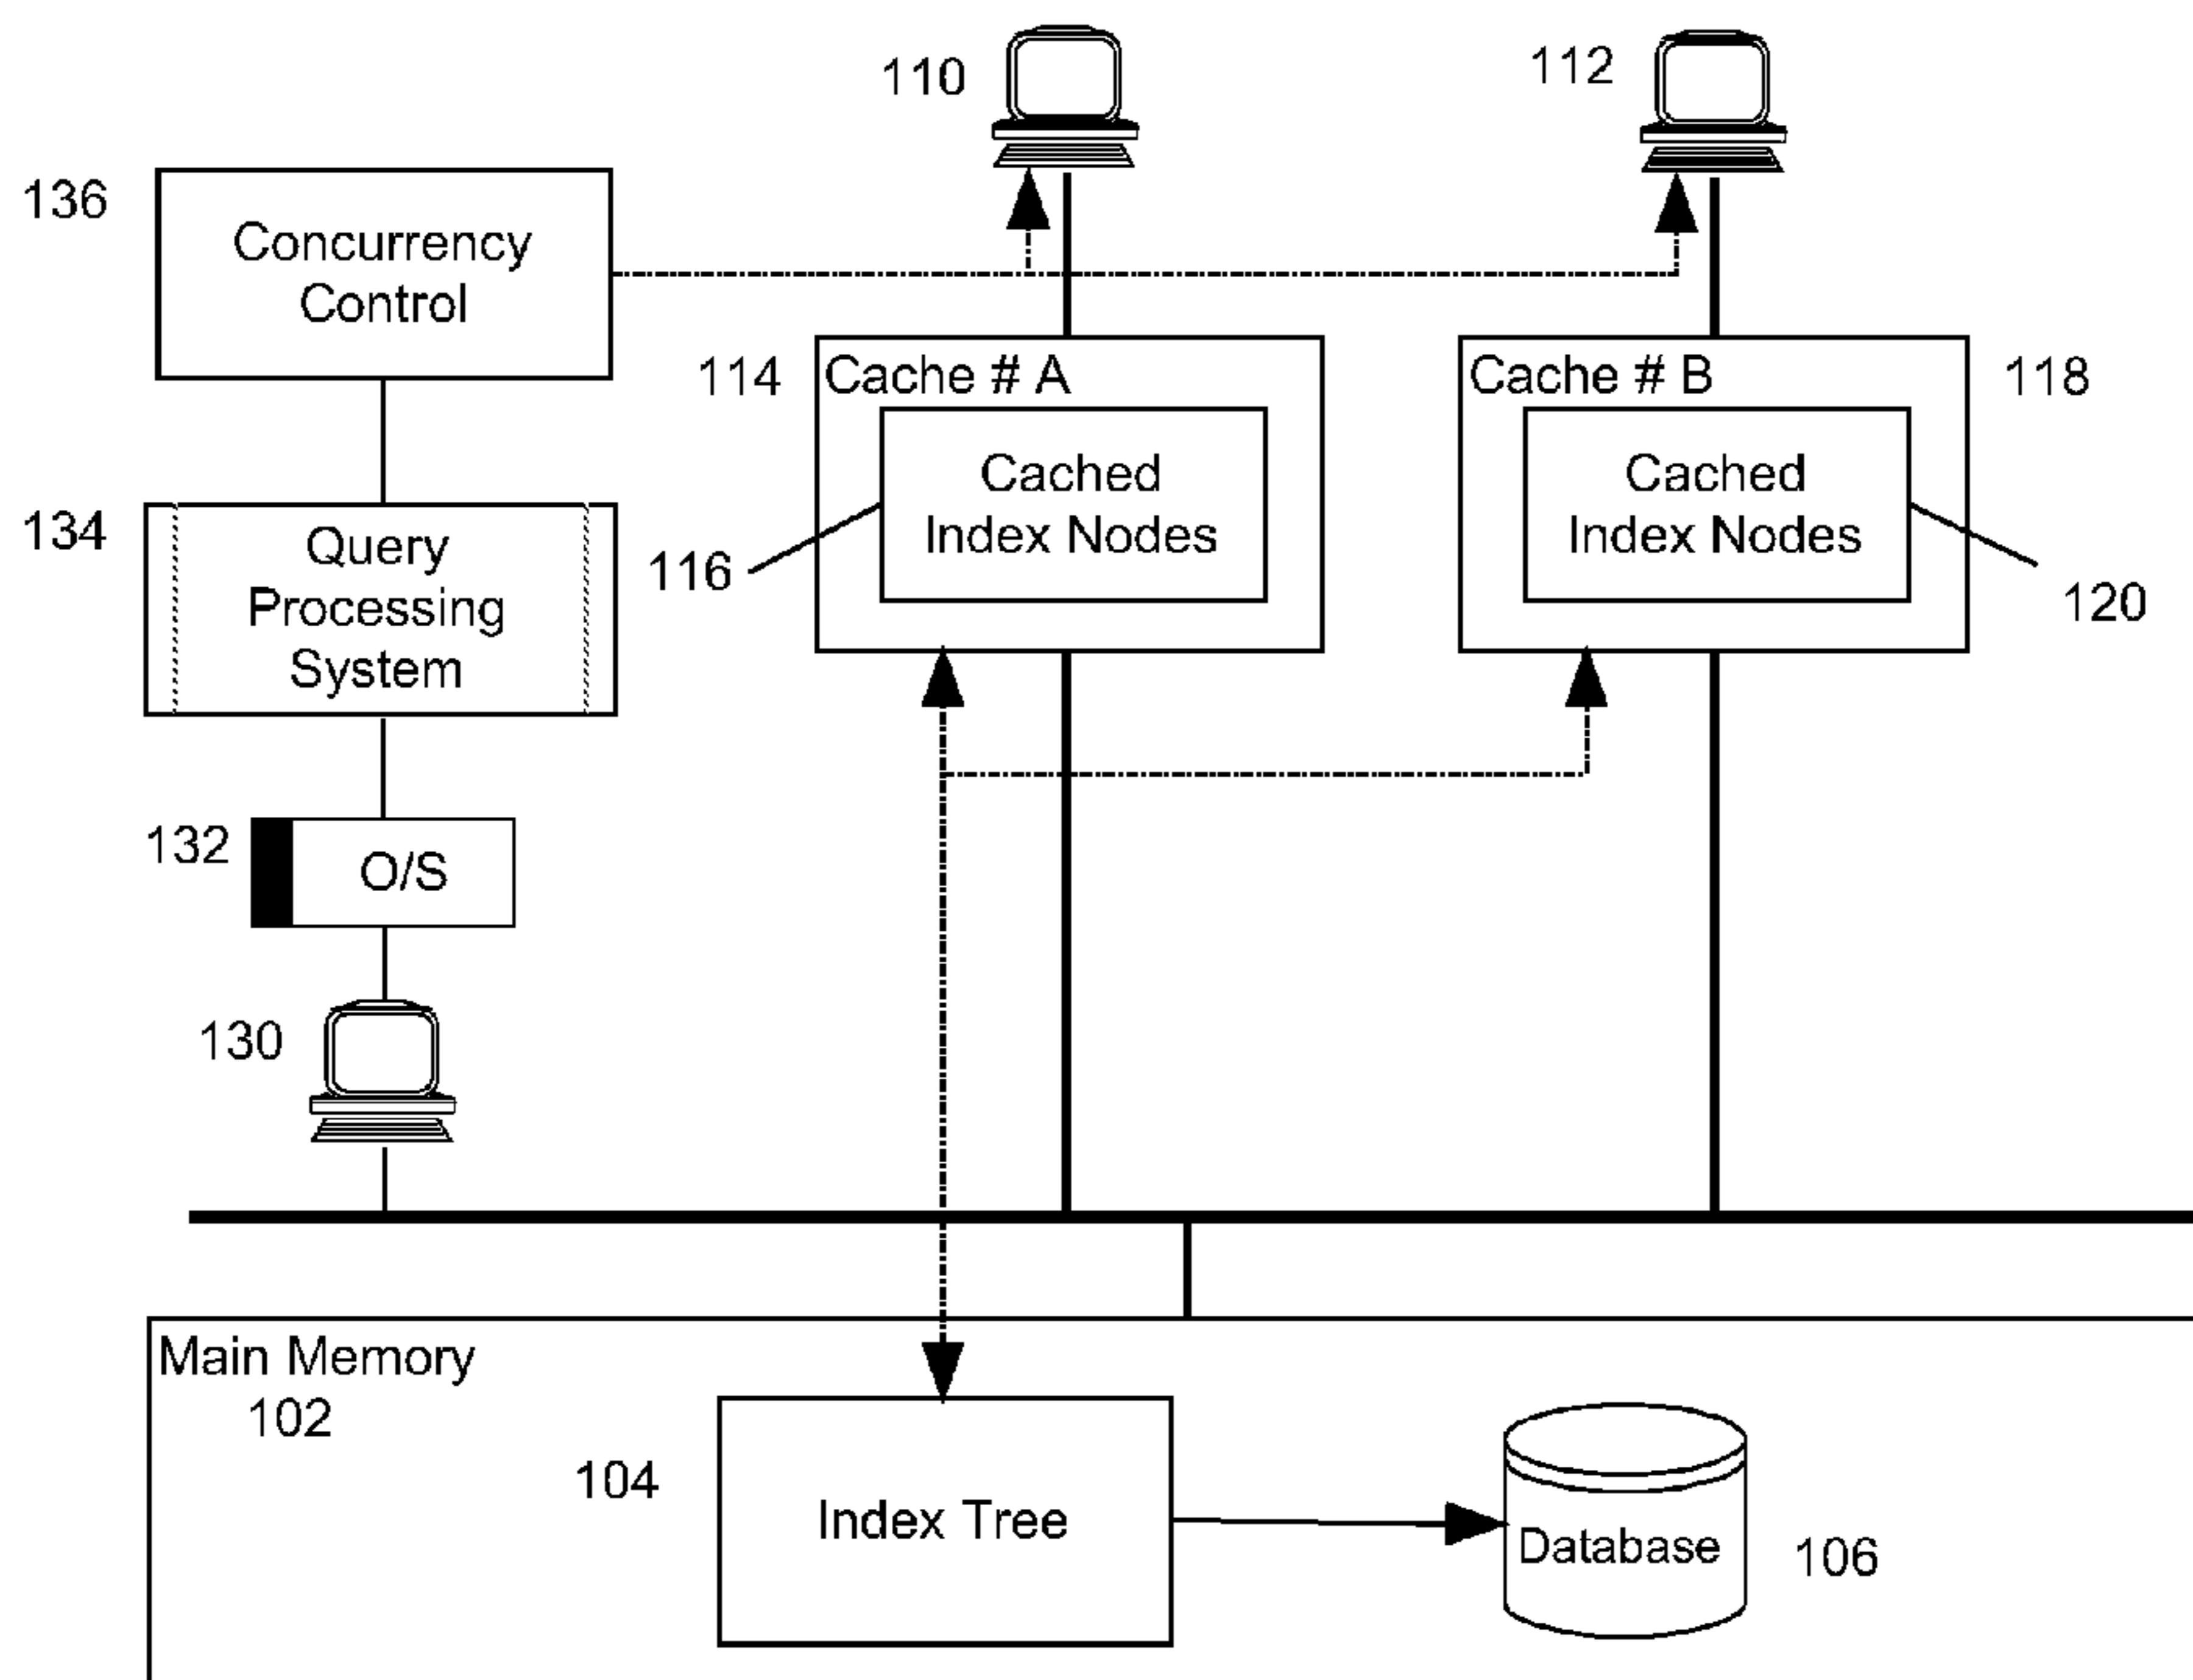 110
112
136
Concurrency
Control
114
Cache # A
Cache # B
118
Cached
Index Nodes
Cached
Index Nodes
134
Query
Processing
System
116
120
132
O/S
130
Main Memory
102
104
Index Tree
Database
106